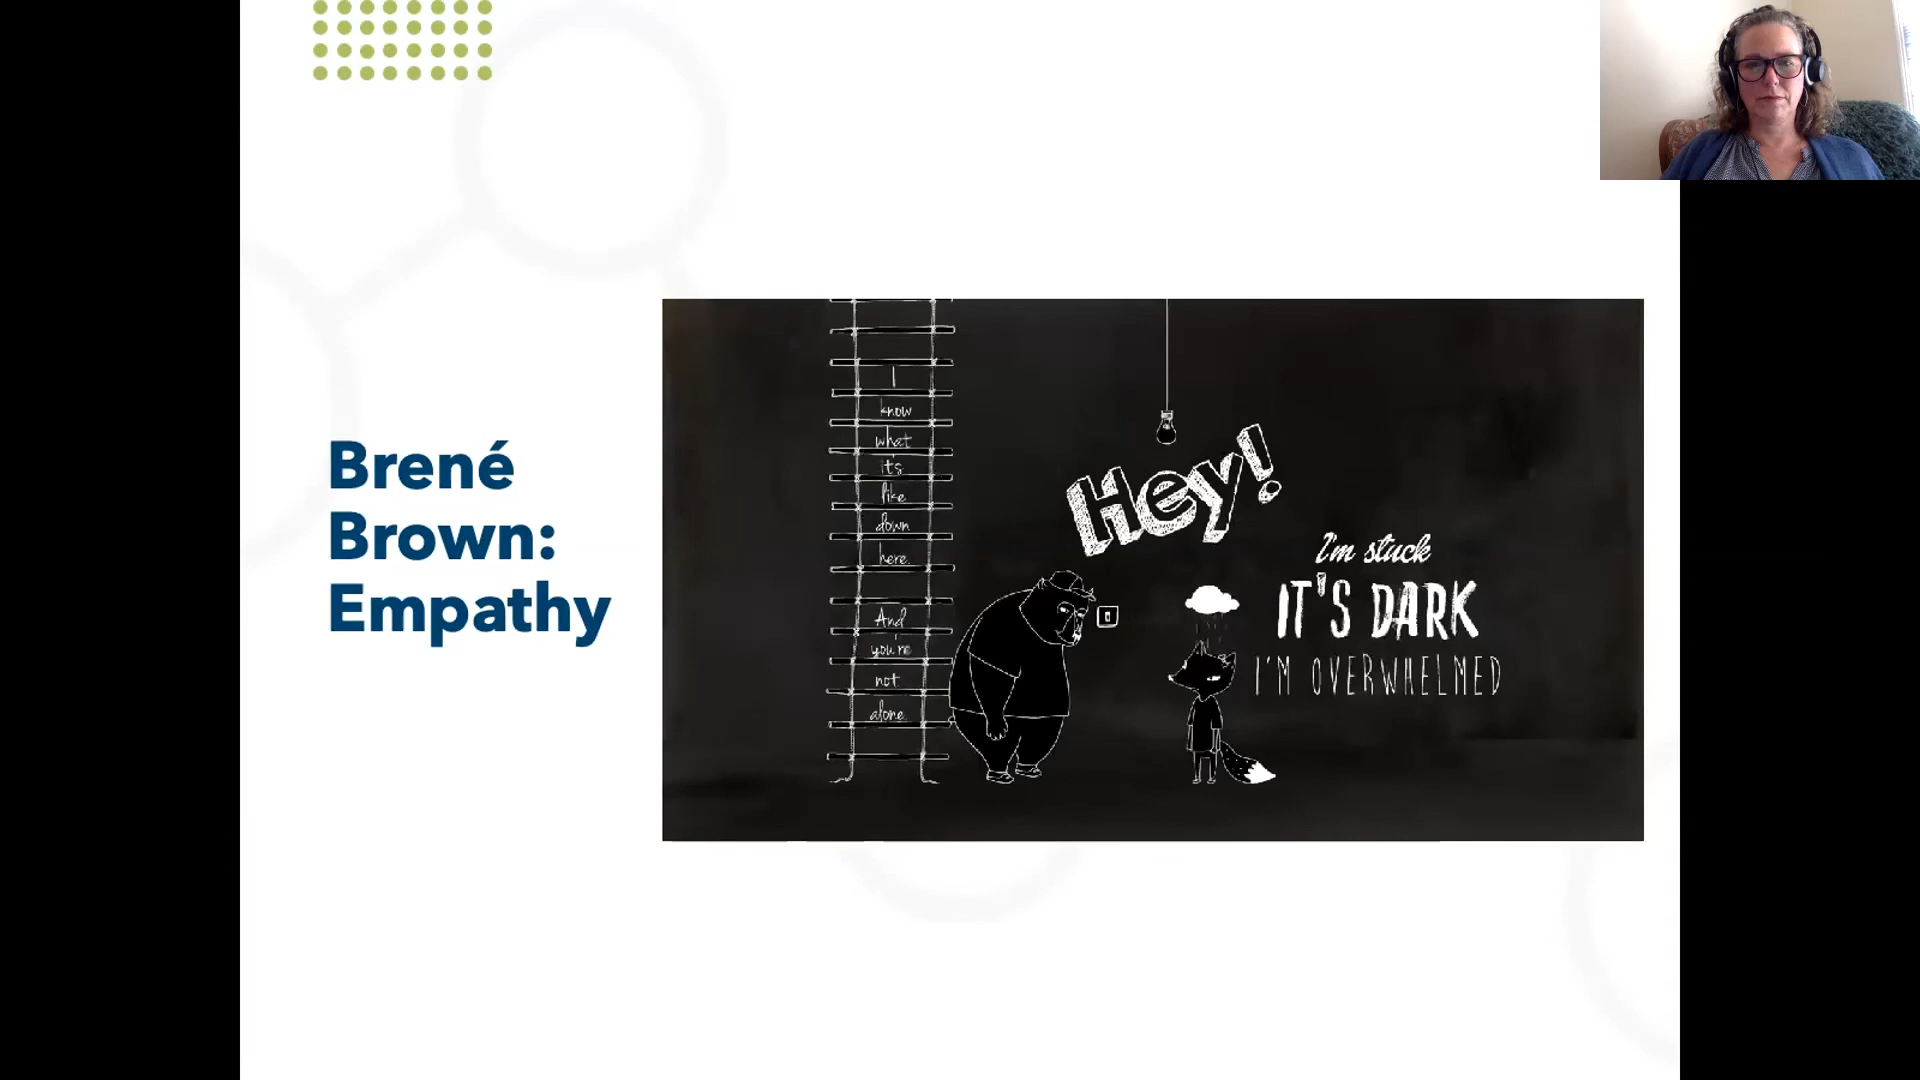 Brené
Brown:
Empathy
I
know
what
it's
like
down
here.
And
you're
not
alone.
Hey!
I'm stuck
IT'S DARK
I'M OVERWHELMED